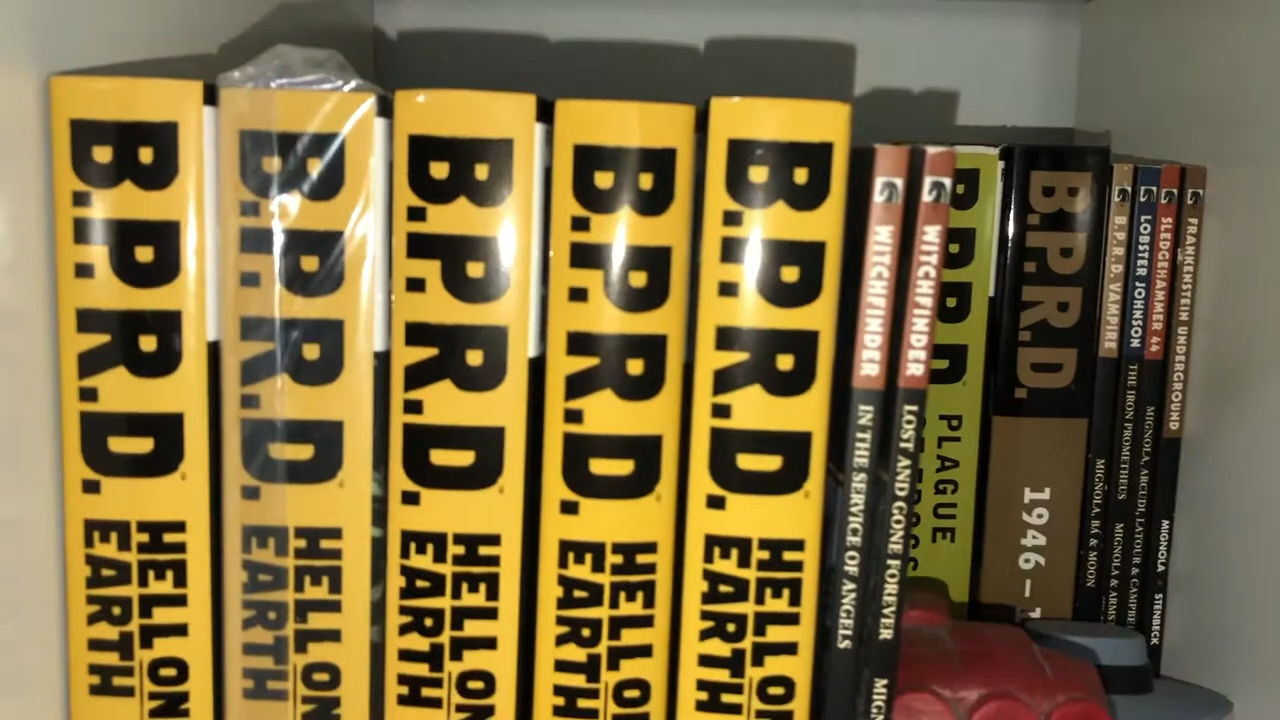 B.P.R.D.
HELL ON
EARTH
B.P.R.D.
HELL ON
EARTH
B.P.R.D.
HELL ON
EARTH
B.P.R.D.
HELL ON
EARTH
B.P.R.D.
HELL ON
EARTH
WITCHFINDER
IN THE SERVICE OF ANGELS
WITCHFINDER
LOST AND GONE FOREVER
B.P.R.D.
PLAGUE
B.P.R.D.
1946–
B.P.R.D. VAMPIRE
MIGNOLA, BÁ & MOON
LOBSTER JOHNSON
THE IRON PROMETHEUS
MIGNOLA &
SLEDGEHAMMER 44
MIGNOLA, ARCUDI, LATOUR &
FRANKENSTEIN UNDERGROUND
MIGNOLA • STENBECK